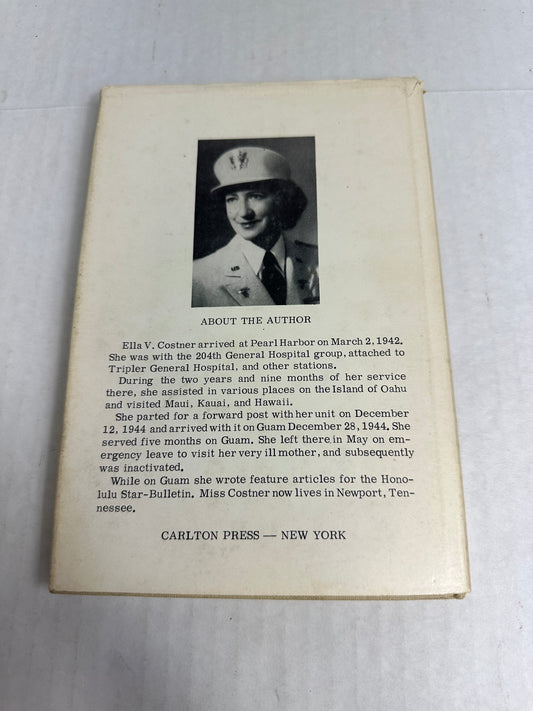 ABOUT THE AUTHOR
Ella V. Costner arrived at Pearl Harbor on March 2, 1942.
She was with the 204th General Hospital group, attached to
Tripler General Hospital, and other stations.
During the two years and nine months of her service
there, she assisted in various places on the Island of Oahu
and visited Maui, Kauai, and Hawaii.
She parted for a forward post with her unit on December
12, 1944 and arrived with it on Guam December 28, 1944. She
served five months on Guam. She left there in May on em-
ergency leave to visit her very ill mother, and subsequently
was inactivated.
While on Guam she wrote feature articles for the Hono-
lulu Star-Bulletin. Miss Costner now lives in Newport, Ten-
nessee.
CARLTON PRESS — NEW YORK